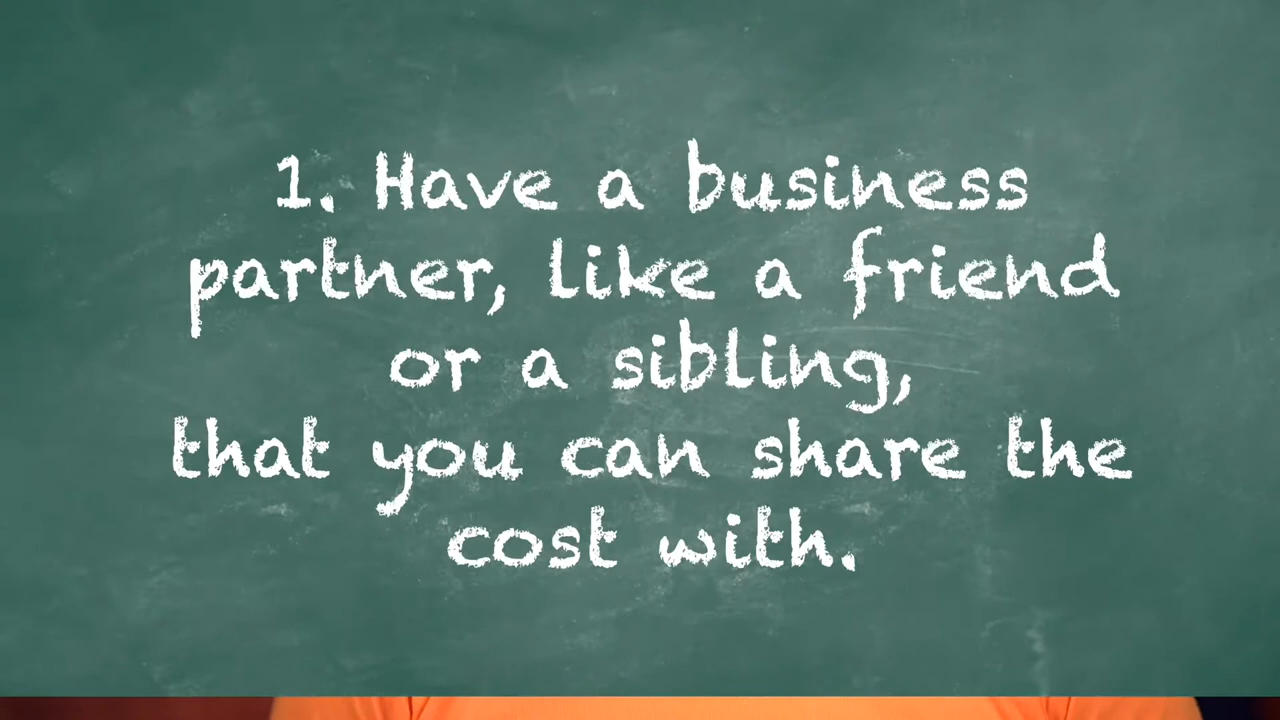 1. Have a business
partner, like a friend
or a sibling,
that you can share the
cost with.